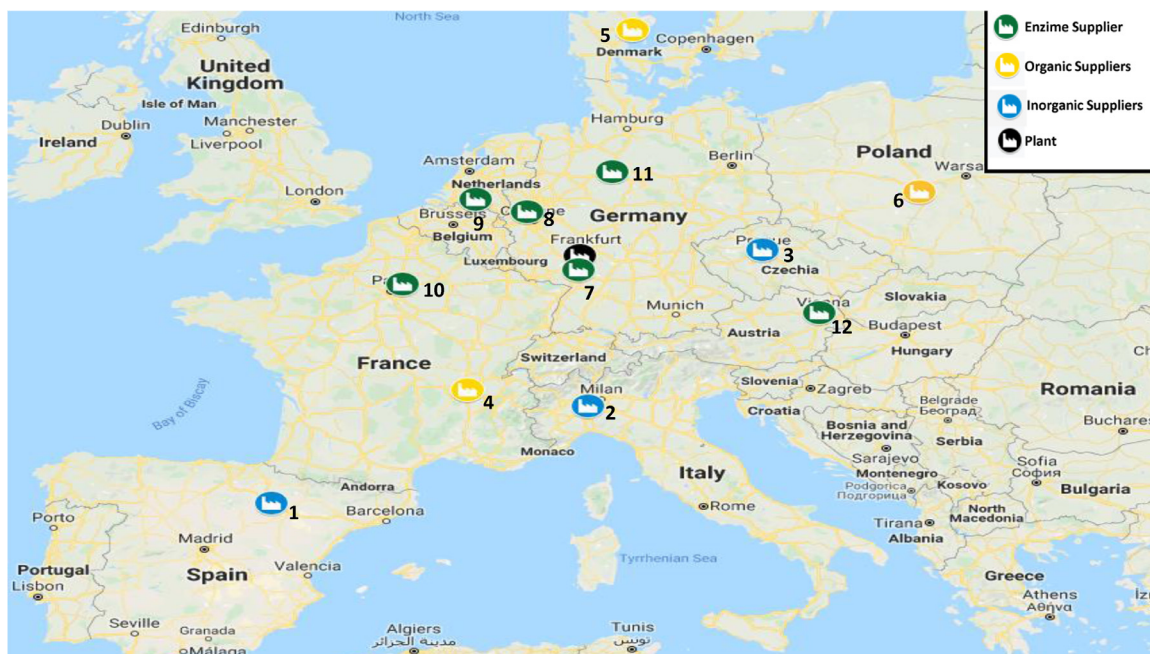 North Sea
Edinburgh
United
Kingdom
Isle of Man
Manchester
Dublin
Ireland
Liverpool
London
5
Denmark
Copenhagen
Hamburg
Amsterdam
Netherlands
Berlin
11
Poland
Warsa
6
9
8
Brussels
Belgium
Germany
Frankfurt
Luxembourg
3
Czechia
10
7
Munich
Slovakia
Austria
12
Budapest
Hungary
France
Switzerland
Milan
4
2
Slovenia
Zagreb
Croatia
Romania
Bay of Biscay
Belgrade
Београд
Bosnia and
Herzegovina
Serbia
Bucharest
Monaco
Sarajevo
Italy
Montenegro
Podgorica
Подгорица
Kosovo
Sofia
София
Bulgaria
Andorra
1
Barcelona
Rome
North
Macedonia
Tirana
Albania
Porto
Madrid
Valencia
Spain
Portugal
Lisbon
Tyrrhenian Sea
Greece
Athens
Αθήνα
Seville
Granada
Málaga
Algiers
مدينة الجزائر
Tunis
تونس
Enzime Supplier
Organic Suppliers
Inorganic Suppliers
Plant